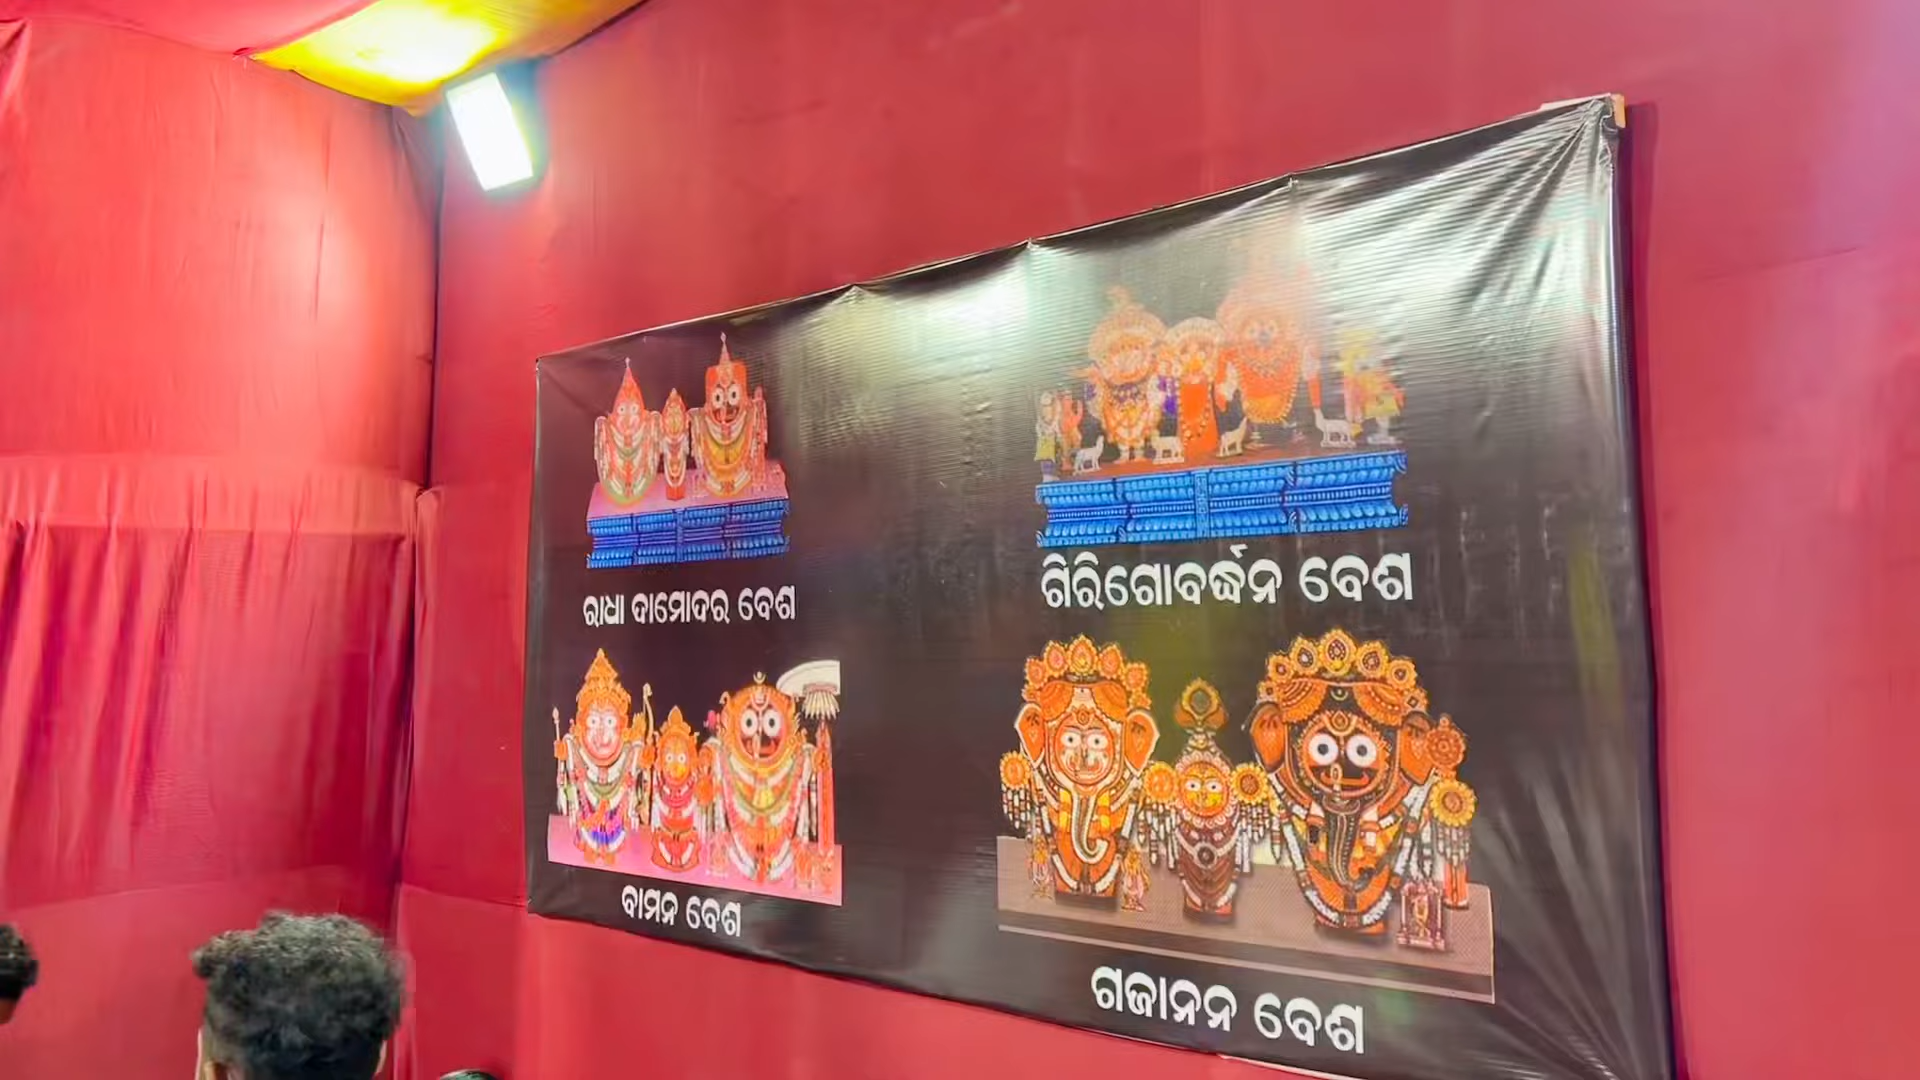 ରାଧା ଦାମୋଦର ବେଶ
ଗିରିଗୋବର୍ଦ୍ଧନ ବେଶ
ବାମନ ବେଶ
ଗଜାନନ ବେଶ